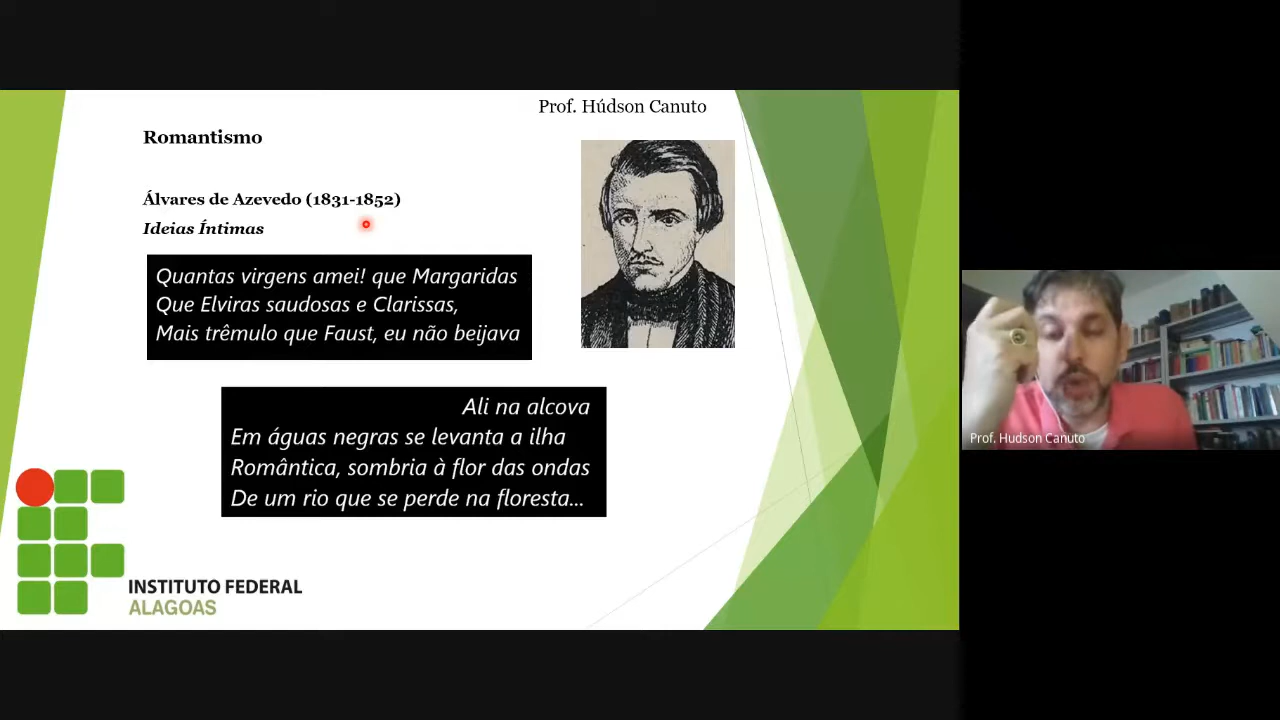 Prof. Húdson Canuto
Romantismo
Álvares de Azevedo (1831-1852)
Ideias Íntimas
Quantas virgens amei! que Margaridas
Que Elviras saudosas e Clarissas,
Mais trêmulo que Faust, eu não beijava
Ali na alcova
Em águas negras se levanta a ilha
Romântica, sombria à flor das ondas
De um rio que se perde na floresta...
INSTITUTO FEDERAL
ALAGOAS
Prof. Hudson Canuto